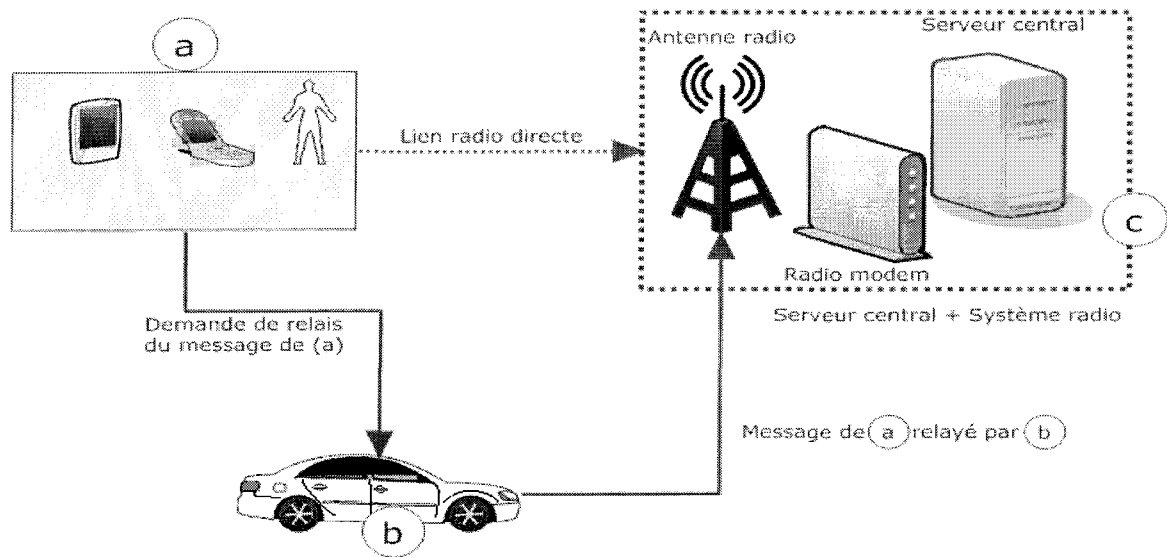 a
Serveur central
Antenne radio
Lien radio directe
c
Radio modem
Serveur central + Système radio
Demande de relais
du message de (a)
Message de a relayé par b
b